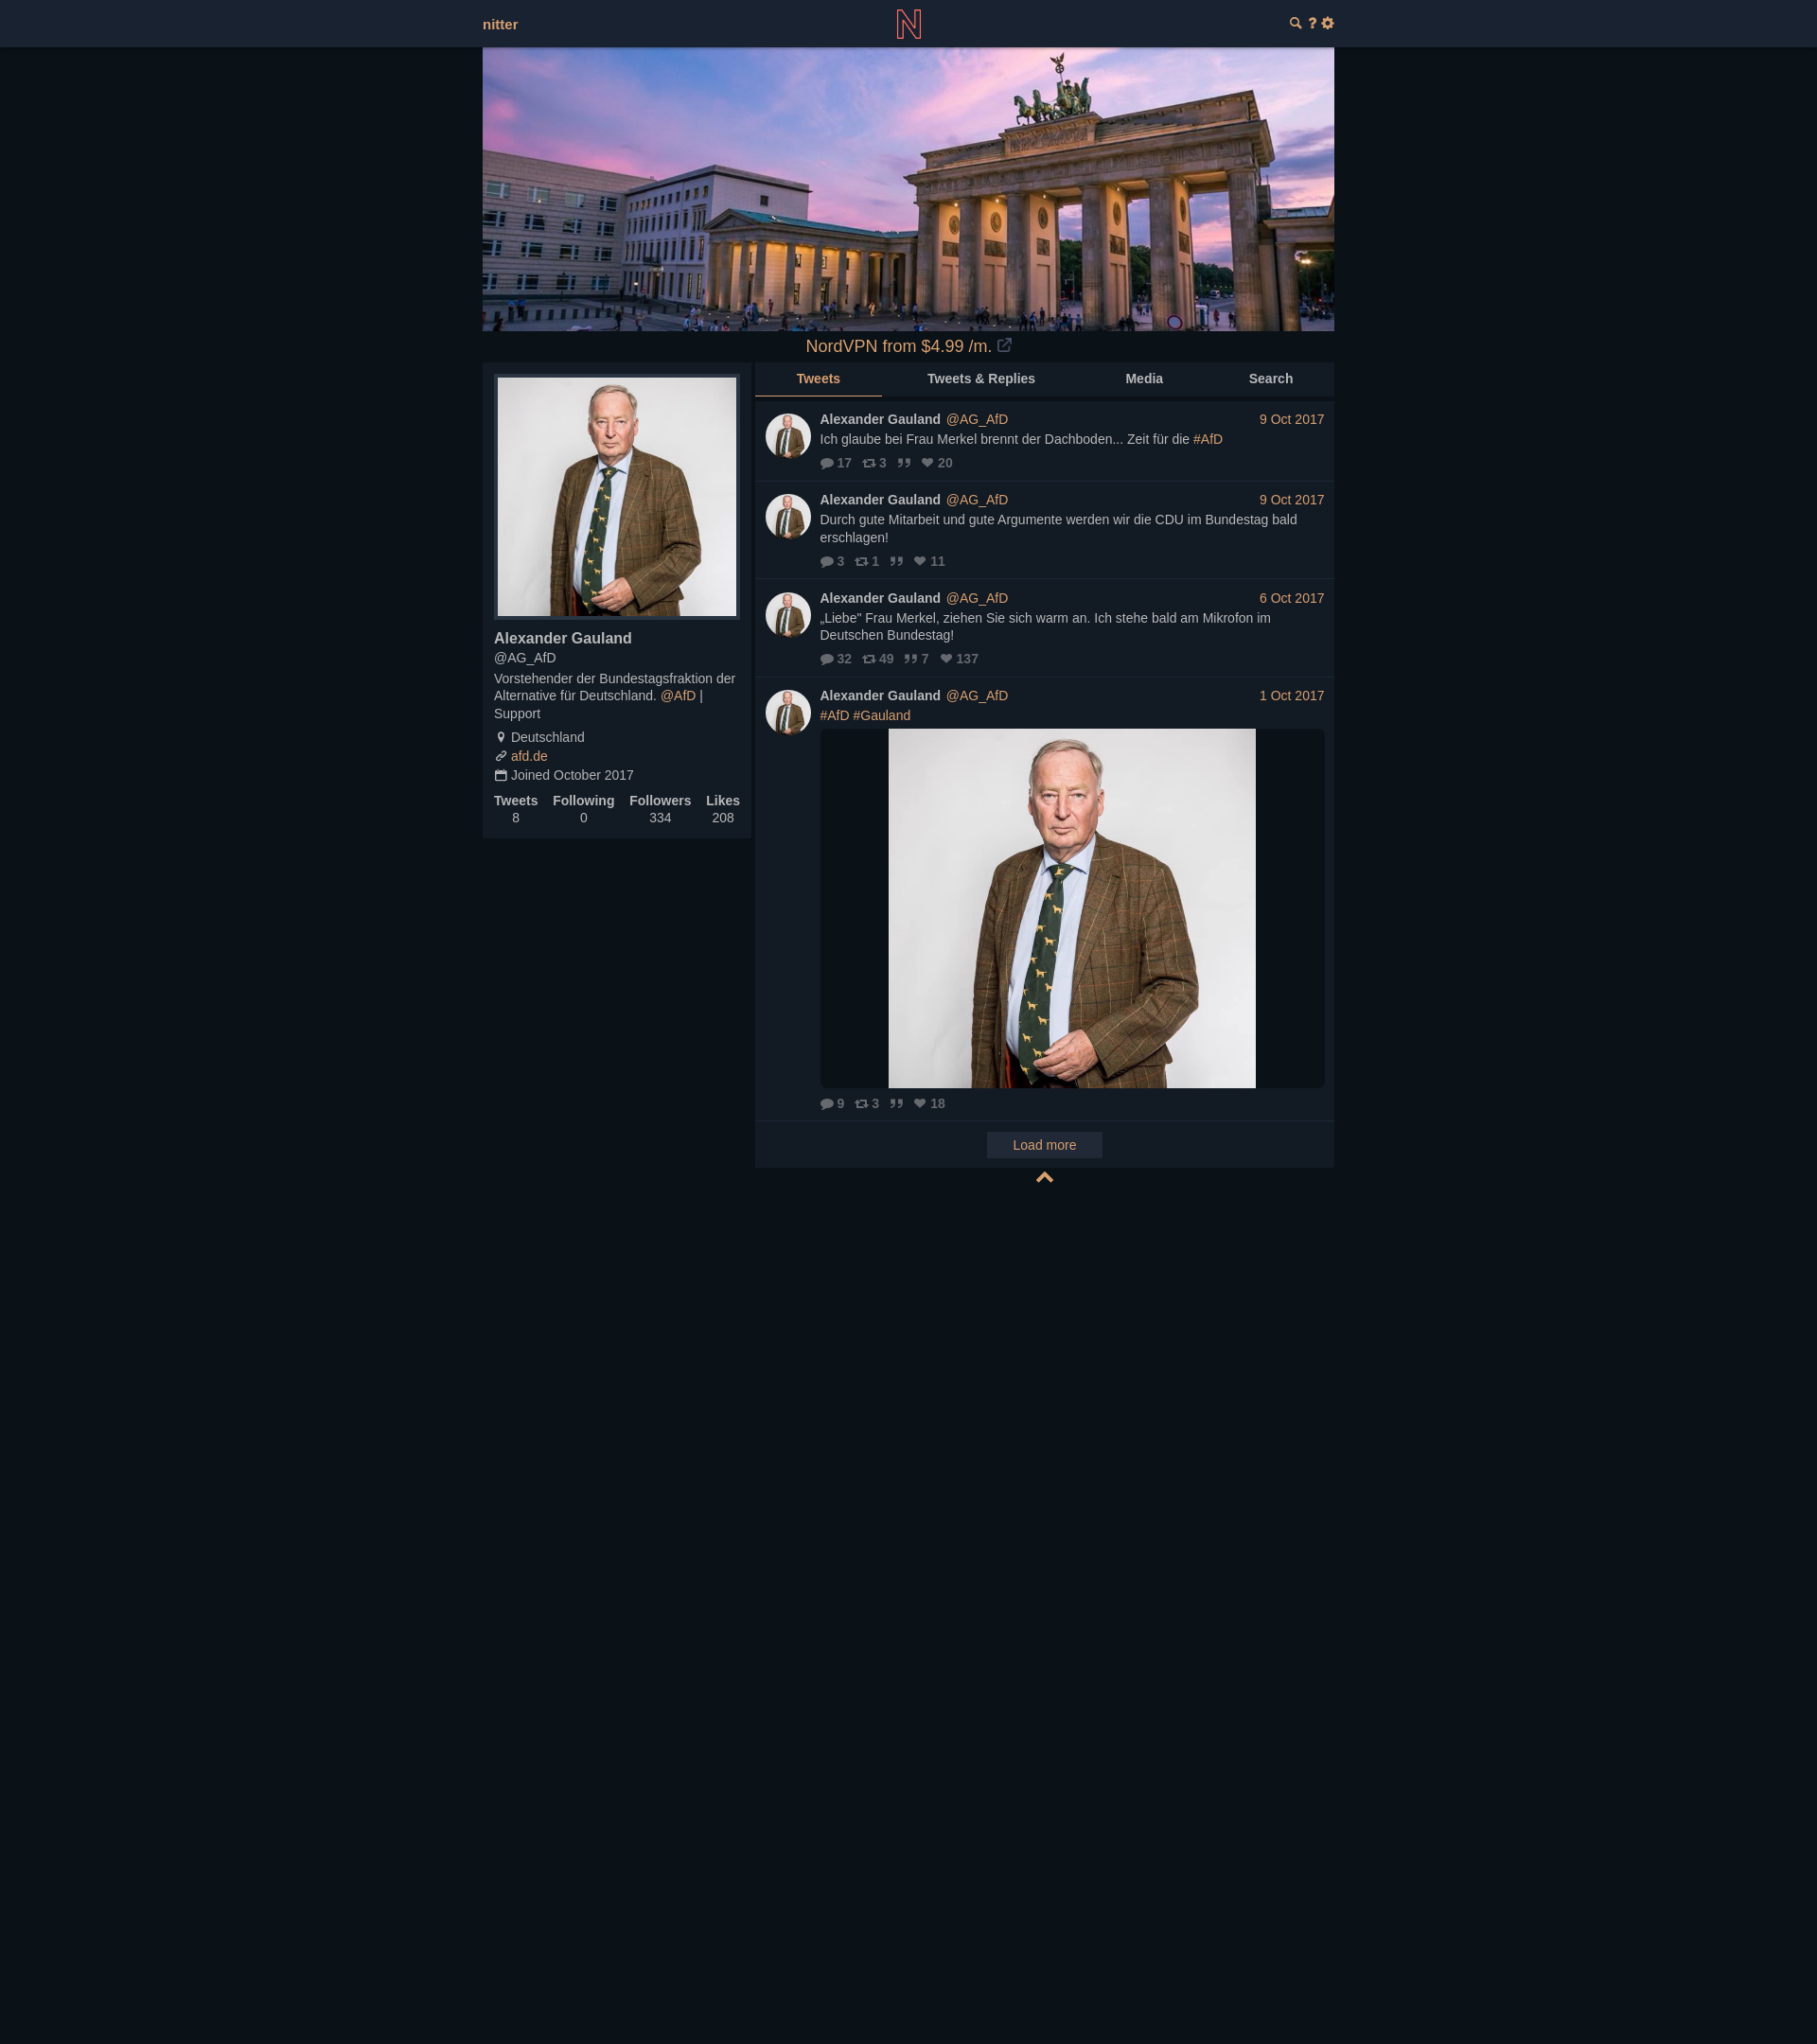 nitter
NordVPN from $4.99 /m.
Alexander Gauland
@AG_AfD
Vorstehender der Bundestagsfraktion der
Alternative für Deutschland. @AfD |
Support
Deutschland
afd.de
Joined October 2017
Tweets Following Followers Likes
8 0 334 208
Tweets Tweets & Replies Media Search
Alexander Gauland @AG_AfD 9 Oct 2017
Ich glaube bei Frau Merkel brennt der Dachboden... Zeit für die #AfD
17 3 20
Alexander Gauland @AG_AfD 9 Oct 2017
Durch gute Mitarbeit und gute Argumente werden wir die CDU im Bundestag bald
erschlagen!
3 1 11
Alexander Gauland @AG_AfD 6 Oct 2017
„Liebe" Frau Merkel, ziehen Sie sich warm an. Ich stehe bald am Mikrofon im
Deutschen Bundestag!
32 49 7 137
Alexander Gauland @AG_AfD 1 Oct 2017
#AfD #Gauland
9 3 18
Load more